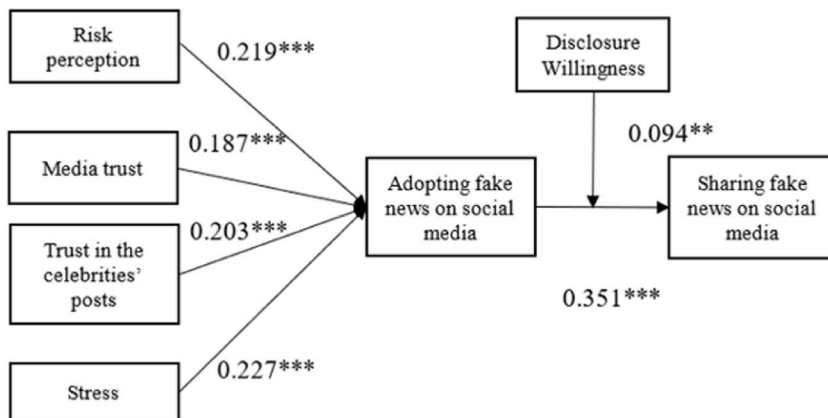 Risk
perception
0.219***
Disclosure
Willingness
Media trust
0.187***
0.094**
Adopting fake
news on social
media
Sharing fake
news on social
media
Trust in the
celebrities’
posts
0.203***
0.351***
Stress
0.227***